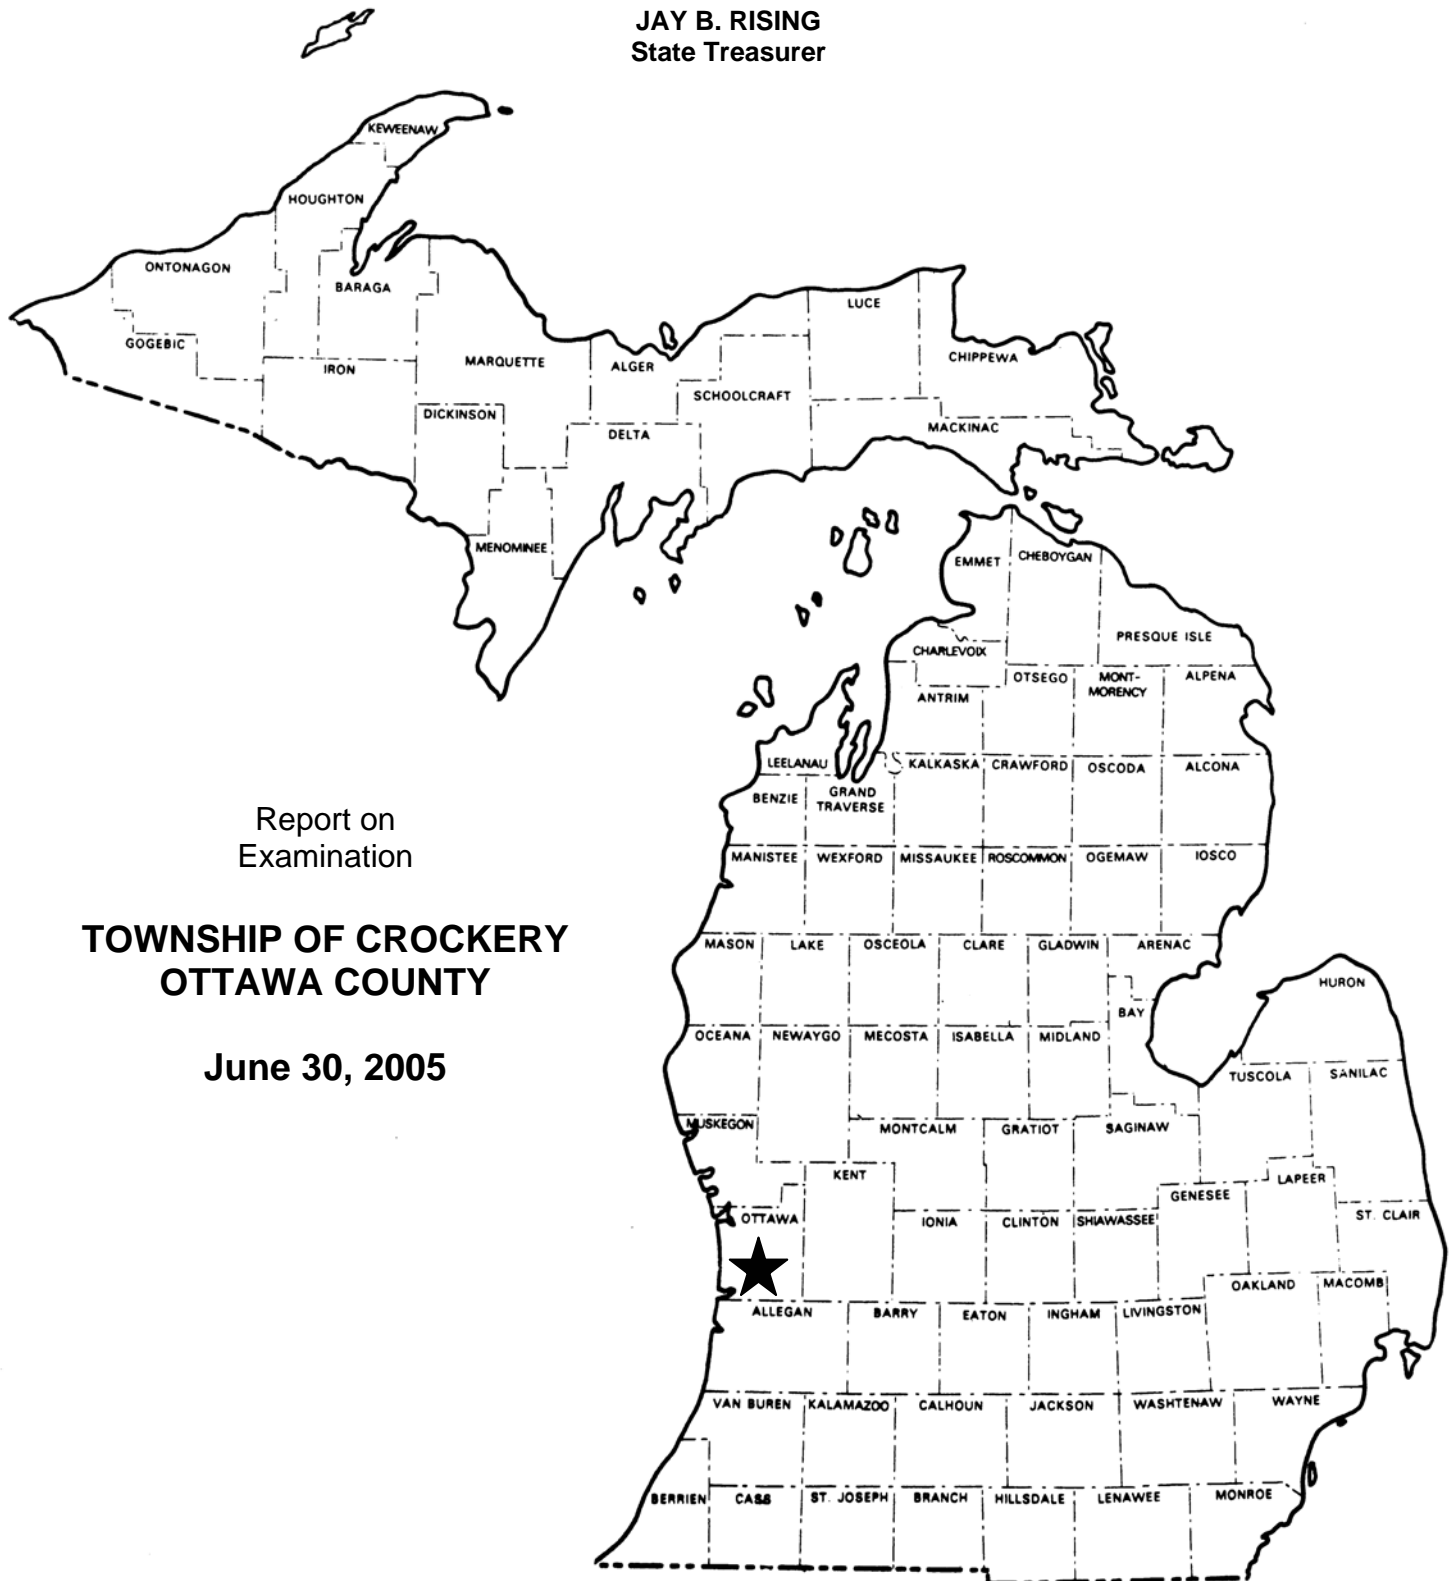 JAY B. RISING
State Treasurer
KEWEENAW
HOUGHTON
ONTONAGON
BARAGA
LUCE
GOGEBIC
IRON
MARQUETTE
ALGER
CHIPPEWA
SCHOOLCRAFT
DICKINSON
DELTA
MACKINAC
MENOMINEE
EMMET
CHEBOYGAN
PRESQUE ISLE
CHARLEVOIX
ANTRIM
OTSEGO
MONT-
MORENCY
ALPENA
LEELANAU
KALKASKA
CRAWFORD
OSCODA
ALCONA
BENZIE
GRAND
TRAVERSE
Report on
Examination
MANISTEE
WEXFORD
MISSAUKEE
ROSCOMMON
OGEMAW
IOSCO
TOWNSHIP OF CROCKERY
OTTAWA COUNTY
MASON
LAKE
OSCEOLA
CLARE
GLADWIN
ARENAC
HURON
BAY
OCEANA
NEWAYGO
MECOSTA
ISABELLA
MIDLAND
June 30, 2005
TUSCOLA
SANILAC
MUSKEGON
MONTCALM
GRATIOT
SAGINAW
KENT
GENESEE
LAPEER
OTTAWA
IONIA
CLINTON
SHIAWASSEE
ST. CLAIR
OAKLAND
MACOMB
ALLEGAN
BARRY
EATON
INGHAM
LIVINGSTON
VAN BUREN
KALAMAZOO
CALHOUN
JACKSON
WASHTENAW
WAYNE
BERRIEN
CASS
ST. JOSEPH
BRANCH
HILLSDALE
LENAWEE
MONROE